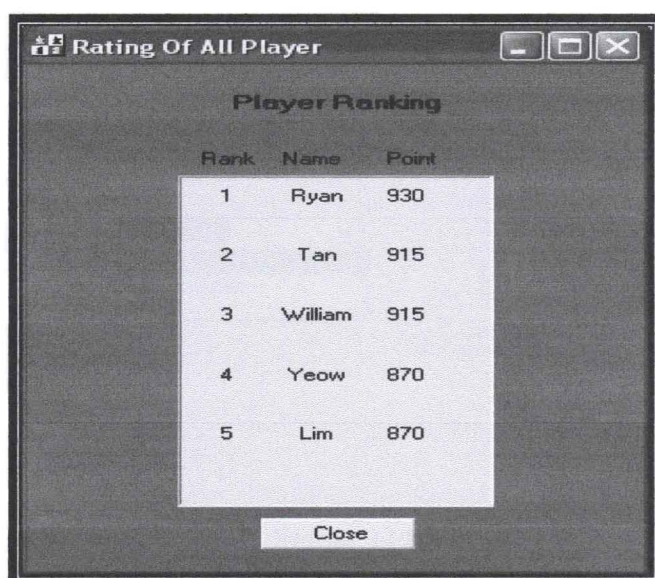 Rating Of All Player
Player Ranking
Rank Name Point
1 Ryan 930
2 Tan 915
3 William 915
4 Yeow 870
5 Lim 870
Close